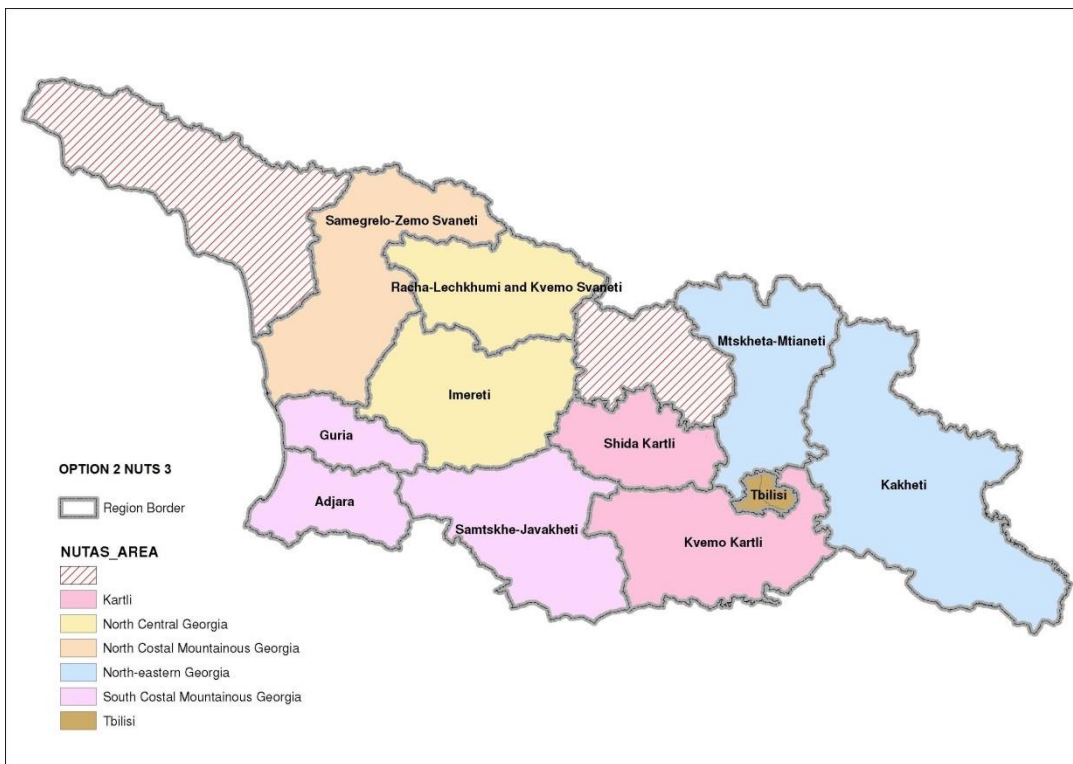 Samegrelo-Zemo Svaneti
Racha-Lechkhumi and Kvemo Svaneti
Mtskheta-Mtianeti
Imereti
Guria
Shida Kartli
Kakheti
Tbilisi
Adjara
Samtskhe-Javakheti
Kvemo Kartli
OPTION 2 NUTS 3
Region Border
NUTAS_AREA
Kartli
North Central Georgia
North Costal Mountainous Georgia
North-eastern Georgia
South Costal Mountainous Georgia
Tbilisi